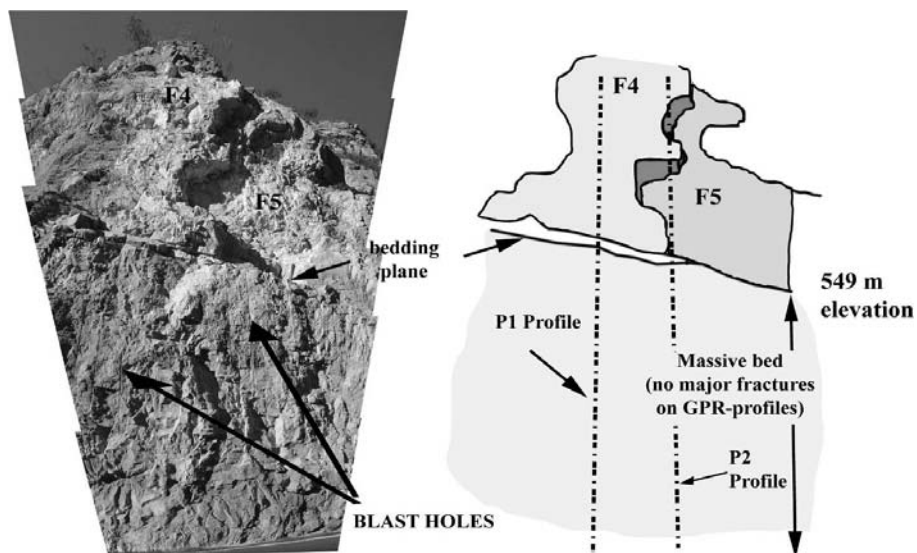 F4
F5
bedding
plane
BLAST HOLES
F4
F5
549 m
elevation
P1 Profile
Massive bed
(no major fractures
on GPR-profiles)
P2
Profile